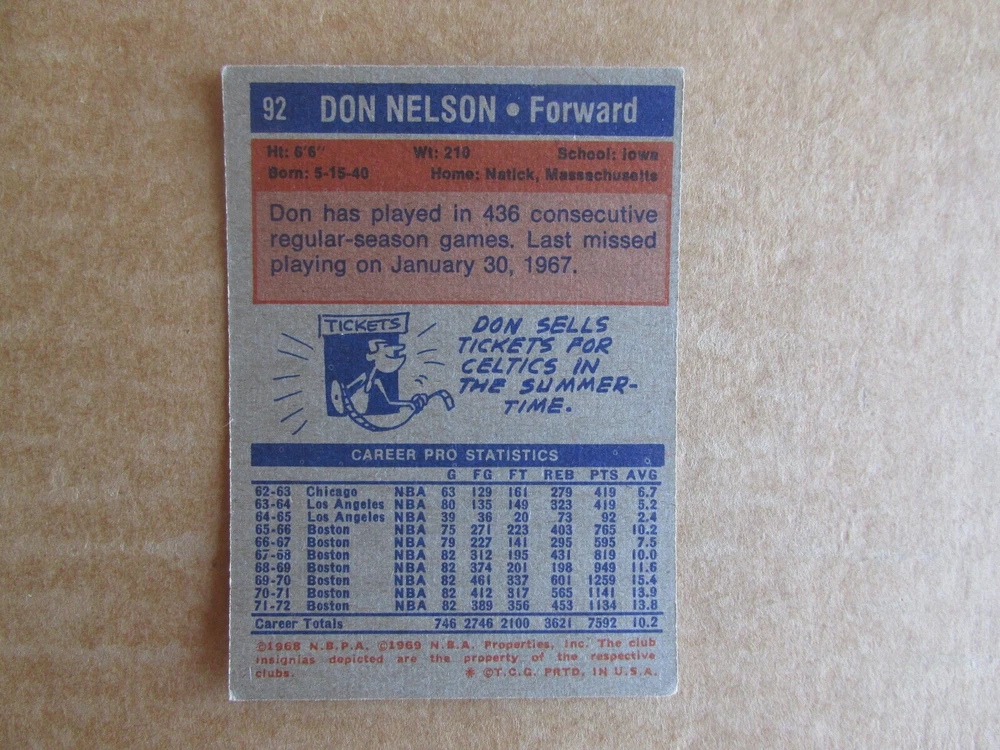 92 DON NELSON • Forward
Ht: 6'6" Wt: 210 School: Iowa
Born: 5-15-40 Home: Natick, Massachusetts
Don has played in 436 consecutive
regular-season games. Last missed
playing on January 30, 1967.
TICKETS
DON SELLS
TICKETS FOR
CELTICS IN
THE SUMMER-
TIME.
CAREER PRO STATISTICS
G FG FT REB PTS AVG
62-63 Chicago NBA 63 129 161 279 419 6.7
63-64 Los Angeles NBA 80 135 149 323 419 5.2
64-65 Los Angeles NBA 39 36 20 73 92 2.4
65-66 Boston NBA 75 271 223 403 765 10.2
66-67 Boston NBA 79 227 141 295 595 7.5
67-68 Boston NBA 82 312 195 431 819 10.0
68-69 Boston NBA 82 374 201 198 949 11.6
69-70 Boston NBA 82 461 337 601 1259 15.4
70-71 Boston NBA 82 412 317 565 1141 13.9
71-72 Boston NBA 82 389 356 453 1134 13.8
Career Totals 746 2746 2100 3621 7592 10.2
©1968 N.B.P.A. ©1969 N.B.A. Properties, Inc. The club
insignias depicted are the property of the respective
clubs. * ©T.C.G. PRTD. IN U.S.A.